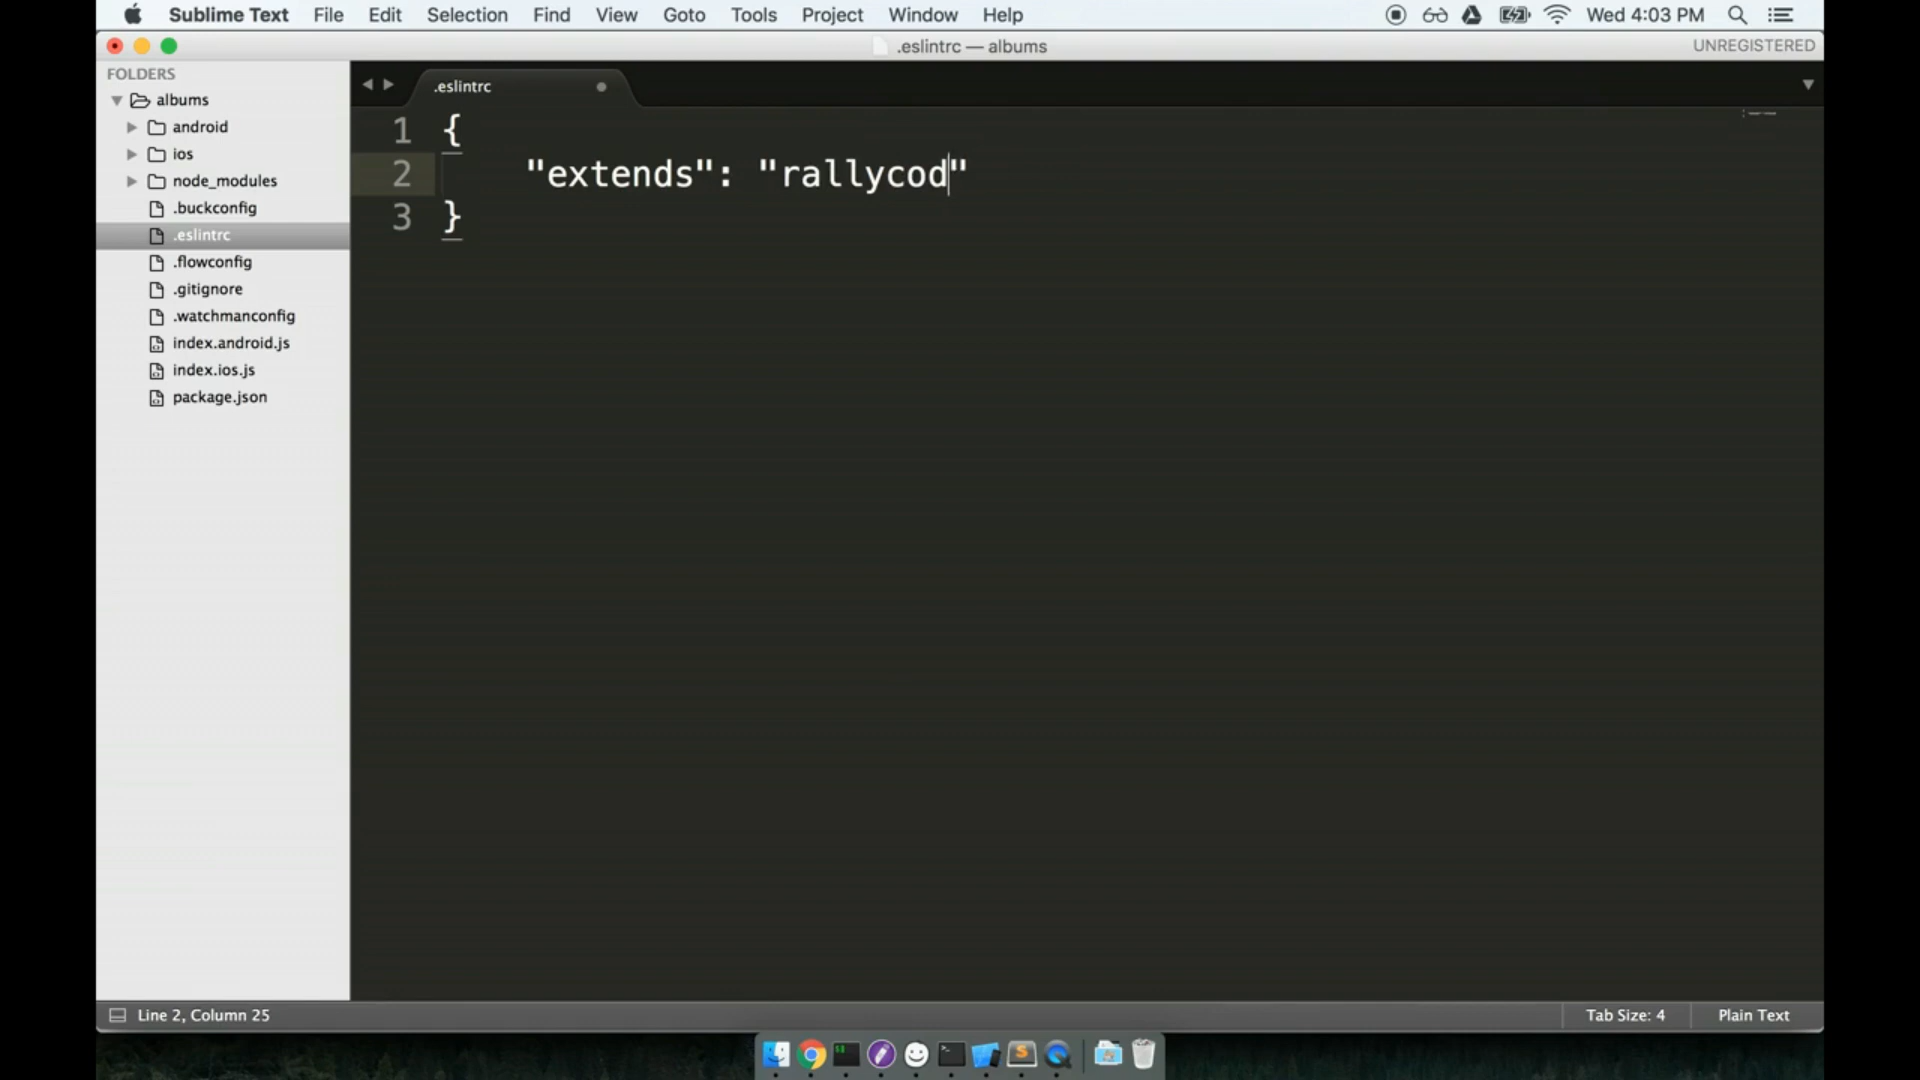 Sublime Text File Edit Selection Find View Goto Tools Project Window Help Wed 4:03 PM
.eslintrc — albums UNREGISTERED
FOLDERS
albums
android
ios
node_modules
.buckconfig
.eslintrc
.flowconfig
.gitignore
.watchmanconfig
index.android.js
index.ios.js
package.json
.eslintrc
1 {
2 "extends": "rallycod"
3 }
Line 2, Column 25 Tab Size: 4 Plain Text